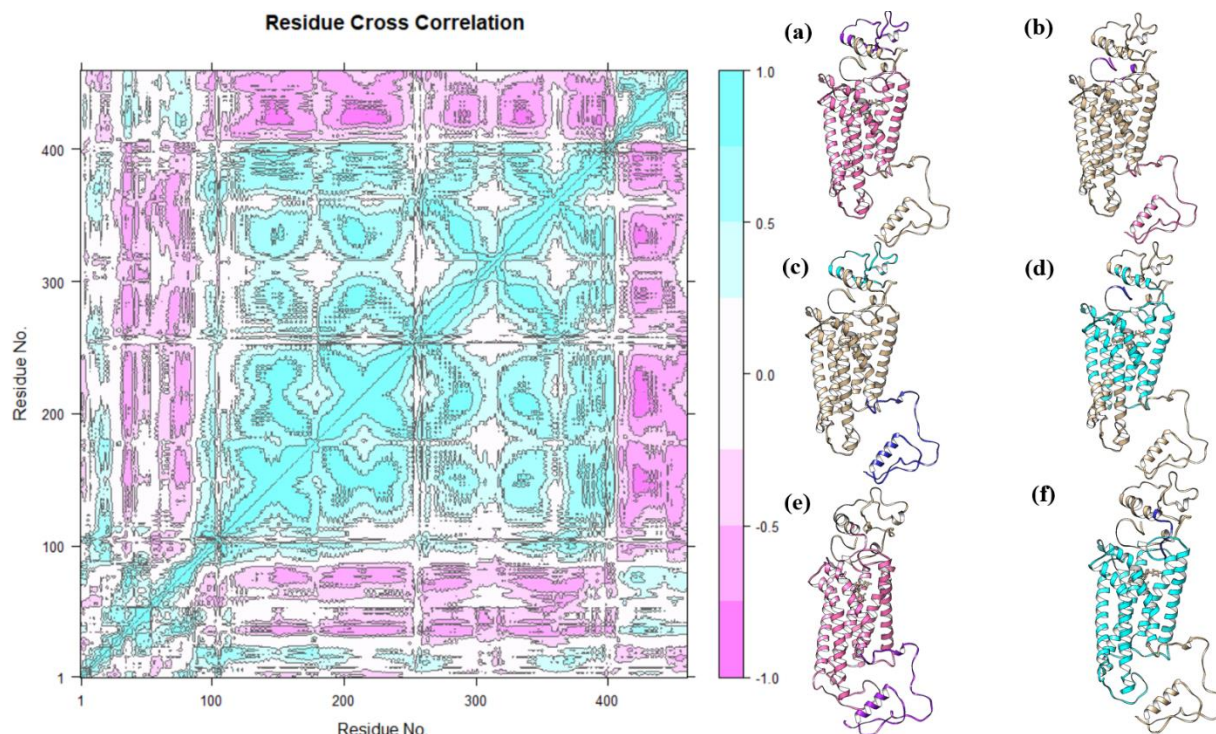 Residue Cross Correlation
Residue No.
400
300
200
100
1
1
100
200
300
400
Residue No.
1.0
0.5
0.0
-0.5
-1.0
(a)
(b)
(c)
(d)
(e)
(f)